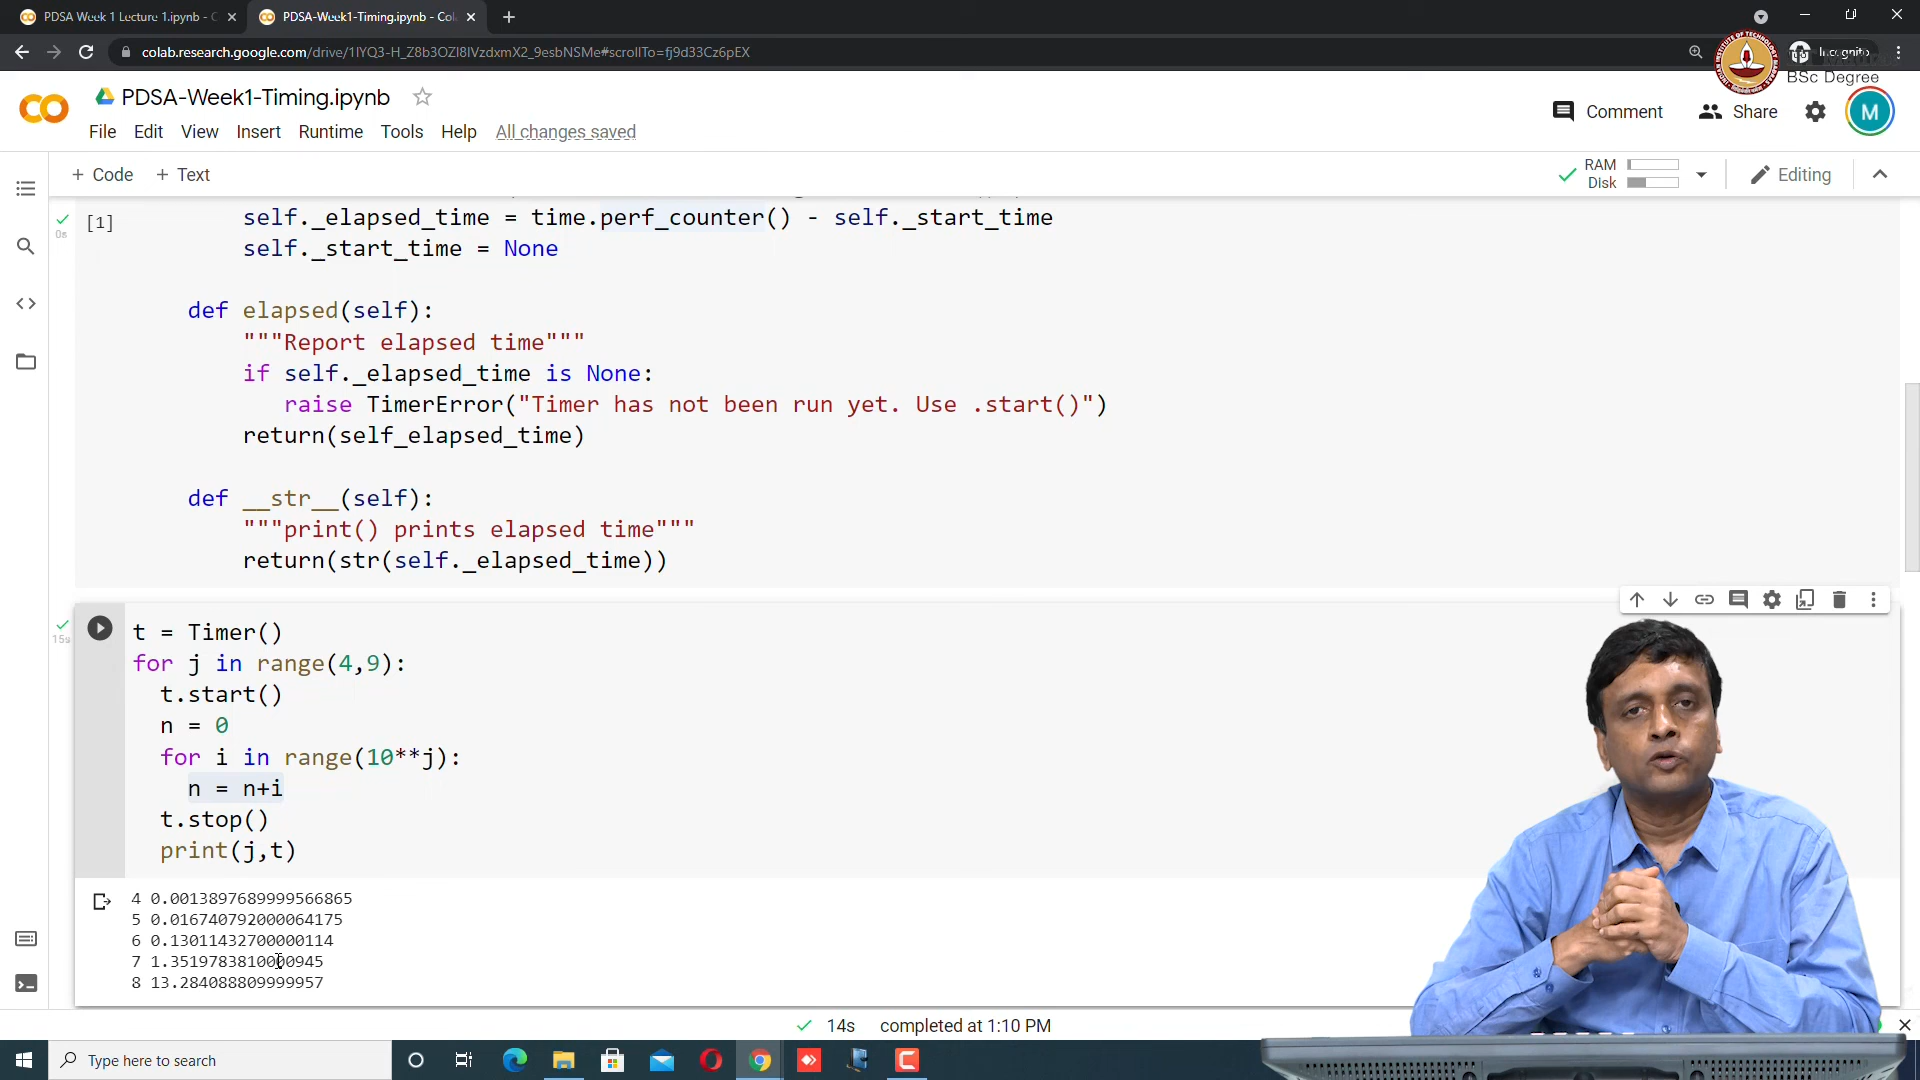 PDSA Week 1 Lecture 1.ipynb - C
PDSA-Week1-Timing.ipynb - Col
colab.research.google.com/drive/1IYQ3-H_Z8b3OZI8IVzdxmX2_9esbNSMe#scrollTo=fj9d33Cz6pEX
Incognito
BSc Degree
PDSA-Week1-Timing.ipynb
File Edit View Insert Runtime Tools Help All changes saved
Comment Share M
+ Code + Text
RAM
Disk
Editing
[1]
0s
self._elapsed_time = time.perf_counter() - self._start_time
self._start_time = None
def elapsed(self):
"""Report elapsed time"""
if self._elapsed_time is None:
raise TimerError("Timer has not been run yet. Use .start()")
return(self_elapsed_time)
def __str__(self):
"""print() prints elapsed time"""
return(str(self._elapsed_time))
15s
t = Timer()
for j in range(4,9):
t.start()
n = 0
for i in range(10**j):
n = n+i
t.stop()
print(j,t)
4 0.0013897689999566865
5 0.016740792000064175
6 0.13011432700000114
7 1.3519783810000945
8 13.284088809999957
14s completed at 1:10 PM
Type here to search